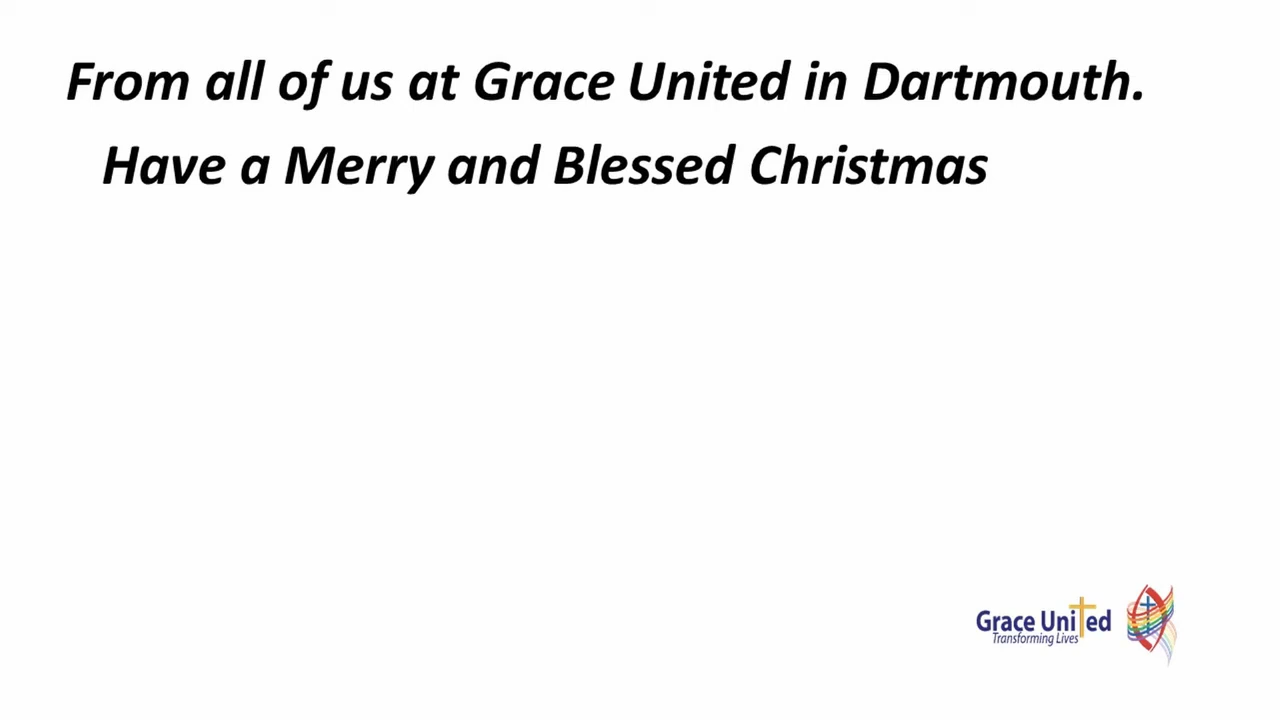 From all of us at Grace United in Dartmouth.
Have a Merry and Blessed Christmas
Grace United
Transforming Lives